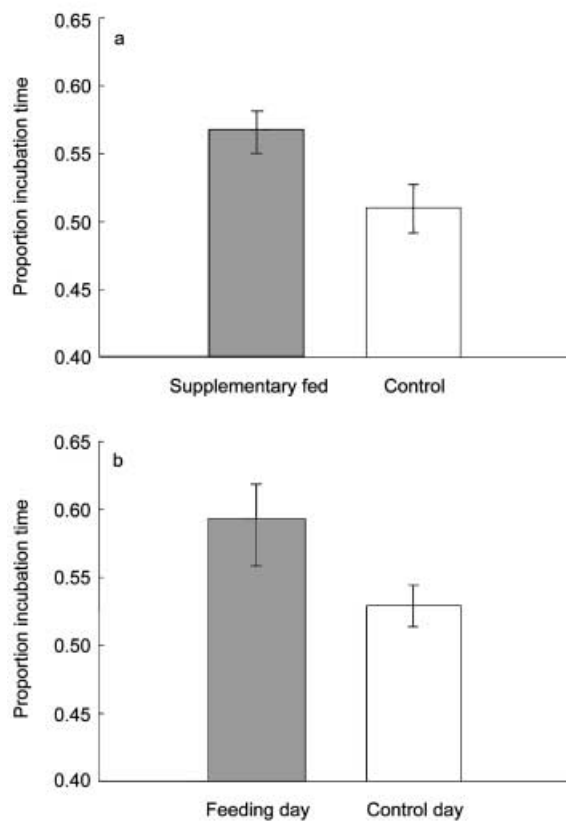 a
Proportion incubation time
0.65
0.60
0.55
0.50
0.45
0.40
Supplementary fed Control
b
Proportion incubation time
0.65
0.60
0.55
0.50
0.45
0.40
Feeding day Control day